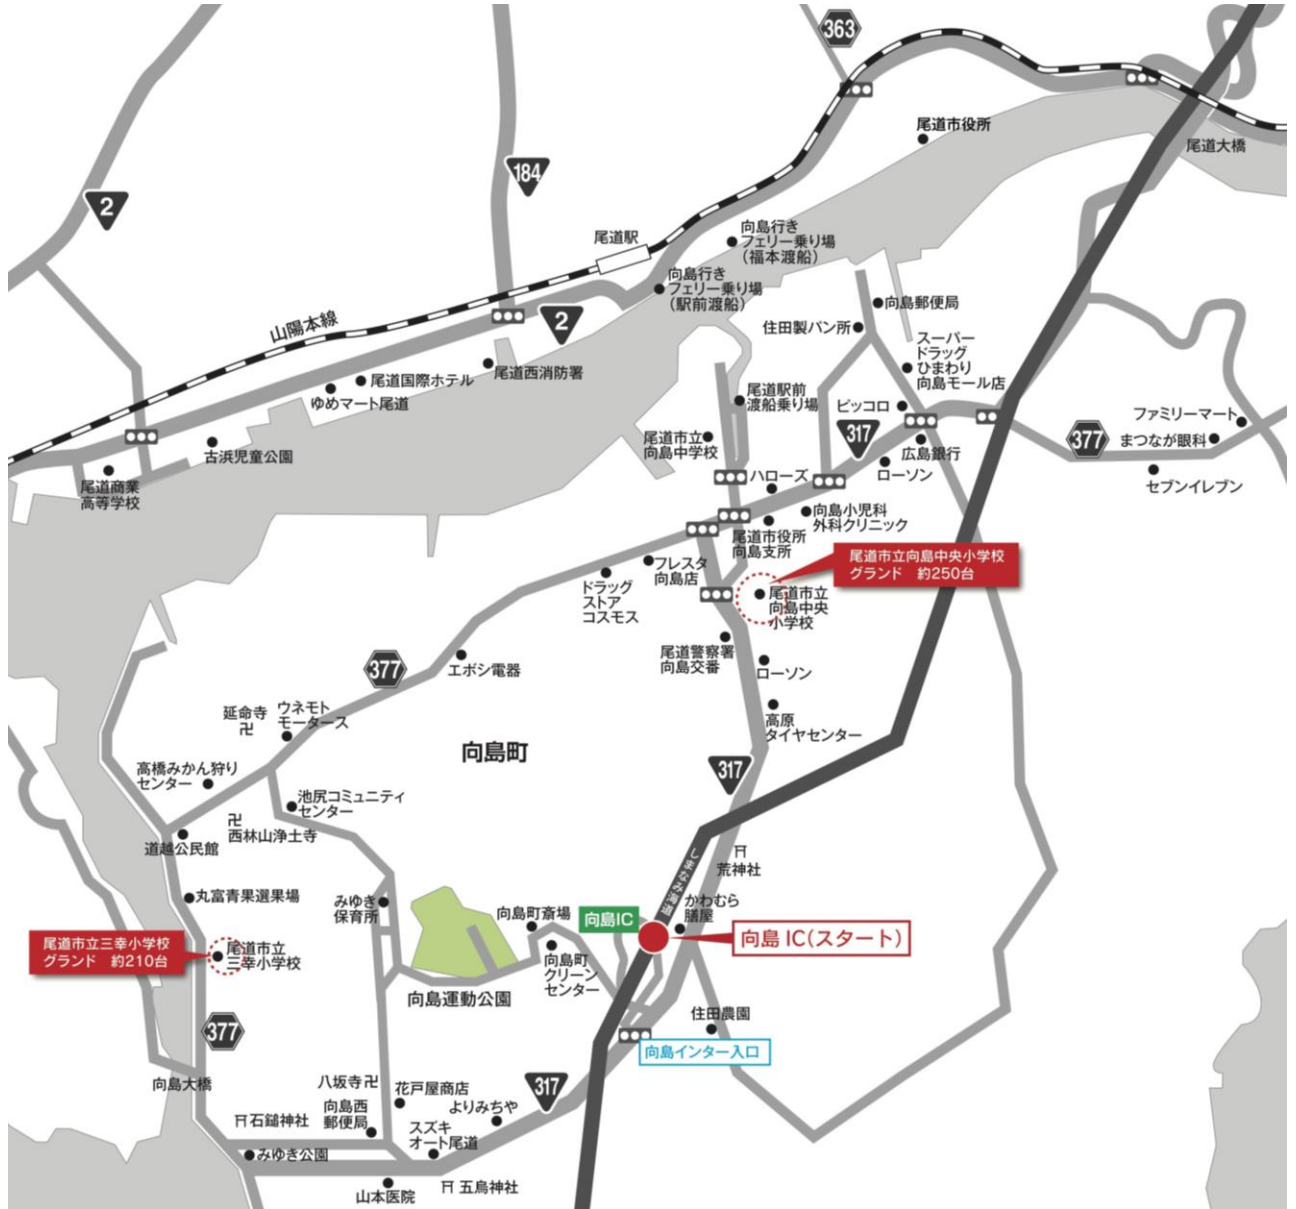 363
尾道市役所
尾道大橋
184
2
尾道駅
向島行き
フェリー乗り場
(福本渡船)
向島行き
フェリー乗り場
(駅前渡船)
山陽本線
2
向島郵便局
住田製パン所
スーパー
ドラッグ
ひまわり
向島モール店
尾道西消防署
尾道国際ホテル
ゆめマート尾道
尾道駅前
渡船乗り場
ピッコロ
317
377
ファミリーマート
まつなが眼科
セブンイレブン
古浜児童公園
尾道市立
向島中学校
広島銀行
ローソン
ハローズ
尾道商業
高等学校
向島小児科
外科クリニック
尾道市役所
向島支所
フレスタ
向島店
ドラッグ
ストア
コスモス
尾道市立向島中央小学校
グランド 約250台
尾道市立
向島中央
小学校
尾道警察署
向島交番
ローソン
377
エボシ電器
延命寺
卍
ウネモト
モータース
高原
タイヤセンター
向島町
317
高橋みかん狩り
センター
池尻コミュニティ
センター
卍
西林山浄土寺
道越公民館
しまなみ海道
荒神社
丸富青果選果場
みゆき
保育所
向島町斎場
向島IC
かわむら
膳屋
向島 IC(スタート)
尾道市立三幸小学校
グランド 約210台
尾道市立
三幸小学校
向島町
クリーン
センター
向島運動公園
377
住田農園
向島インター入口
向島大橋
八坂寺卍
花戸屋商店
317
石鎚神社
向島西
郵便局
よりみちや
スズキ
オート尾道
みゆき公園
山本医院
五烏神社